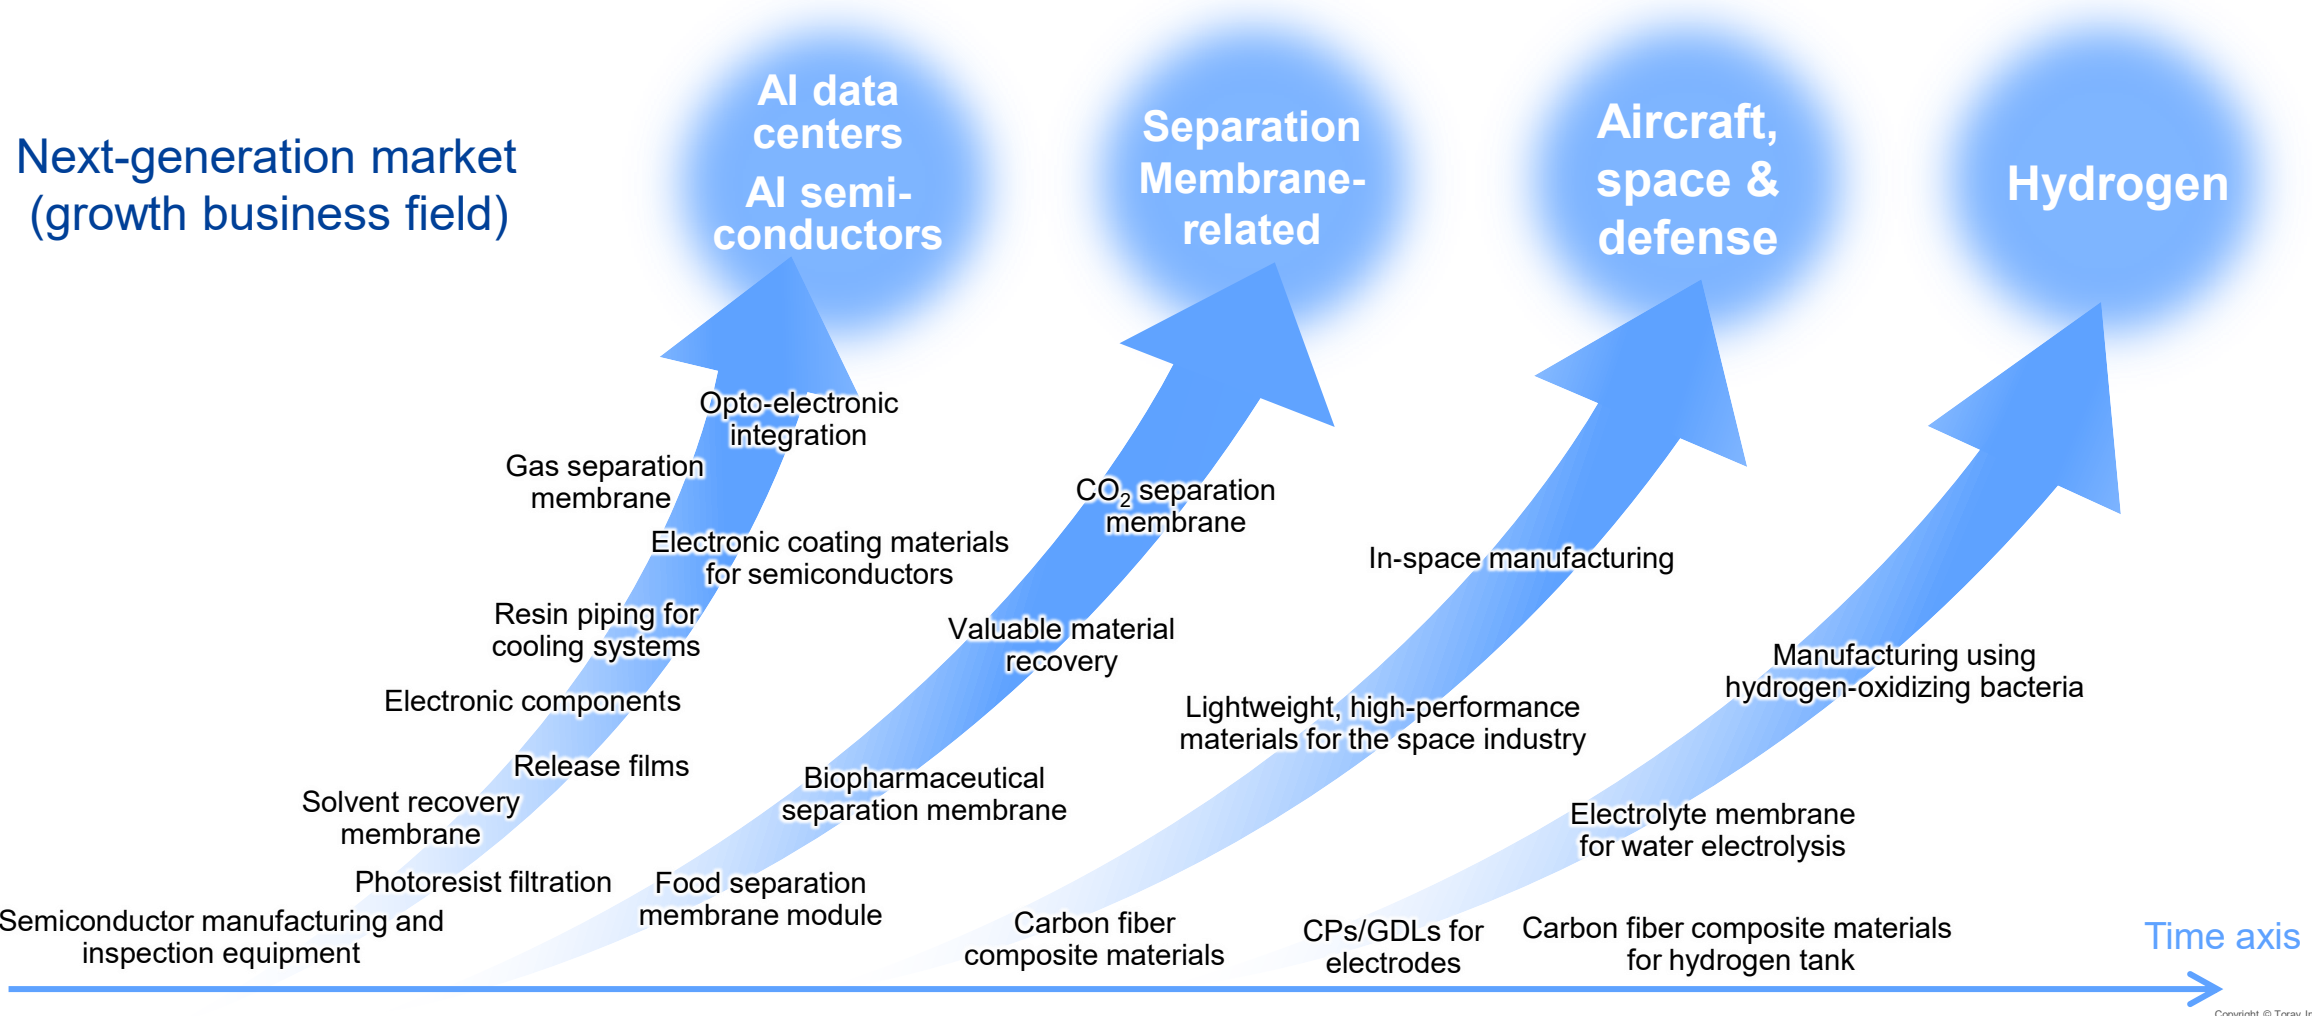 Next-generation market
(growth business field)
AI data
centers
AI semi-
conductors
Separation
Membrane-
related
Aircraft,
space &
defense
Hydrogen
Opto-electronic
integration
Gas separation
membrane
Electronic coating materials
for semiconductors
Resin piping for
cooling systems
Electronic components
Release films
Solvent recovery
membrane
Photoresist filtration
Semiconductor manufacturing and
inspection equipment
CO₂ separation
membrane
Valuable material
recovery
Biopharmaceutical
separation membrane
Food separation
membrane module
In-space manufacturing
Lightweight, high-performance
materials for the space industry
Carbon fiber
composite materials
Manufacturing using
hydrogen-oxidizing bacteria
Electrolyte membrane
for water electrolysis
CPs/GDLs for
electrodes
Carbon fiber composite materials
for hydrogen tank
Time axis
Copyright © Toray